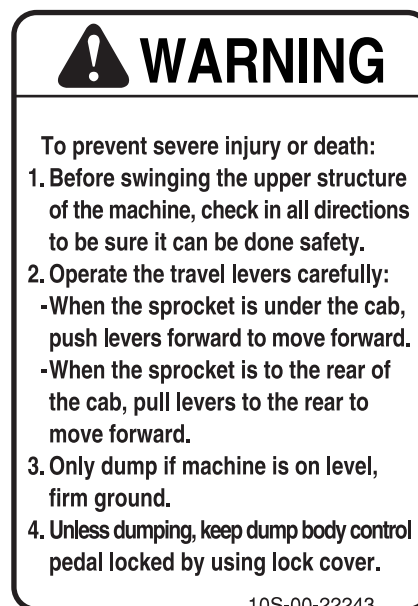 WARNING
To prevent severe injury or death:
1. Before swinging the upper structure
of the machine, check in all directions
to be sure it can be done safety.
2. Operate the travel levers carefully:
-When the sprocket is under the cab,
push levers forward to move forward.
-When the sprocket is to the rear of
the cab, pull levers to the rear to
move forward.
3. Only dump if machine is on level,
firm ground.
4. Unless dumping, keep dump body control
pedal locked by using lock cover.
10S-00-22243